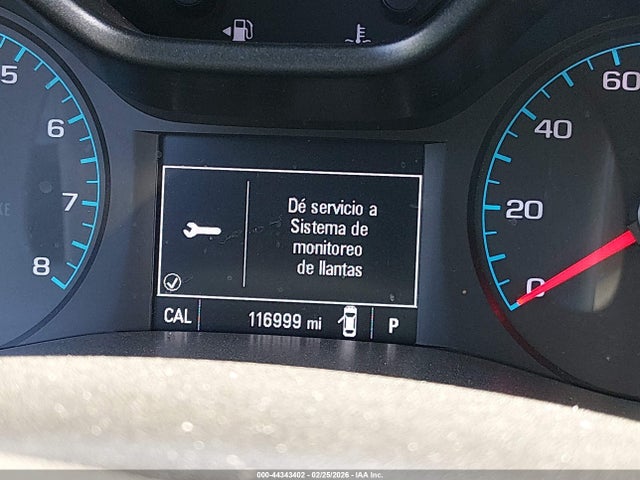 5
6
7
8
60
40
20
0
Dé servicio a
Sistema de
monitoreo
de llantas
CAL
116999 mi
P
000-44343402 - 02/25/2026 - IAA Inc.